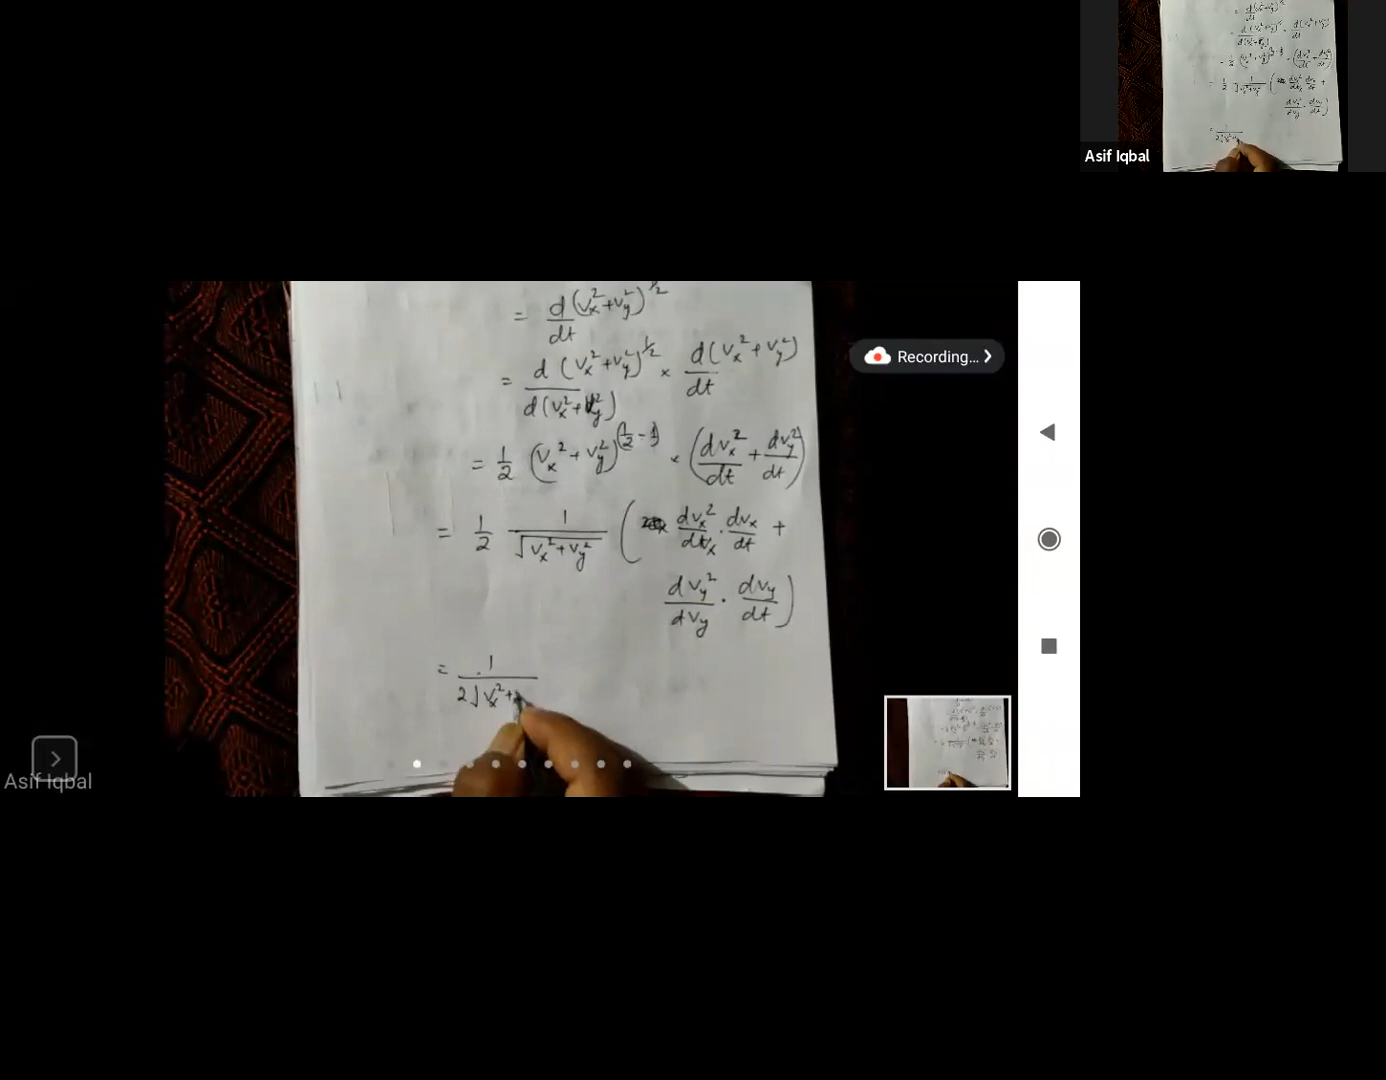 Asif Iqbal
= d/dt (vx² + vy²)^1/2
= d (vx² + vy²)^1/2 / d(vx² + vy²) × d(vx² + vy²)/dt
= 1/2 (vx² + vy²)^(1/2 - 1) × (dvx²/dt + dvy²/dt)
= 1/2 1/√(vx² + vy²) ( dvx²/dvx . dvx/dt +
dvy²/dvy . dvy/dt )
= 1/2√vx² +
Recording...
Asif Iqbal